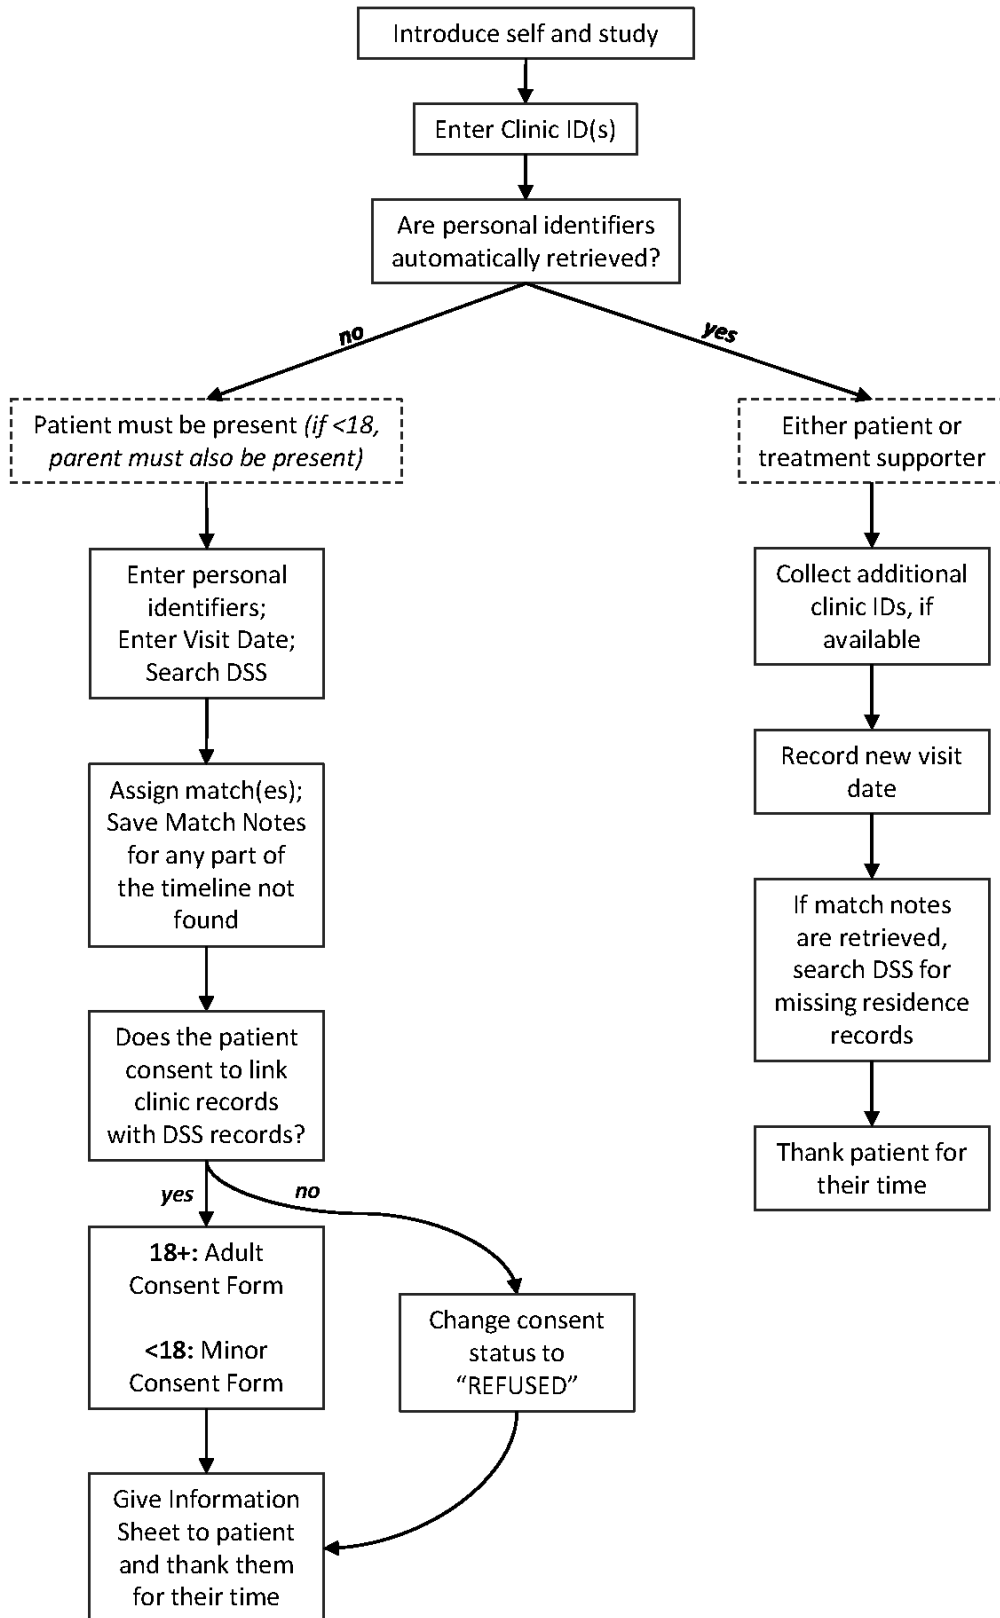 Introduce self and study
Enter Clinic ID(s)
Are personal identifiers
automatically retrieved?
no
yes
Patient must be present (if <18,
parent must also be present)
Enter personal
identifiers;
Enter Visit Date;
Search DSS
Assign match(es);
Save Match Notes
for any part of
the timeline not
found
Does the patient
consent to link
clinic records
with DSS records?
yes
no
18+: Adult
Consent Form
<18: Minor
Consent Form
Change consent
status to
“REFUSED”
Give Information
Sheet to patient
and thank them
for their time
Either patient or
treatment supporter
Collect additional
clinic IDs, if
available
Record new visit
date
If match notes
are retrieved,
search DSS for
missing residence
records
Thank patient for
their time